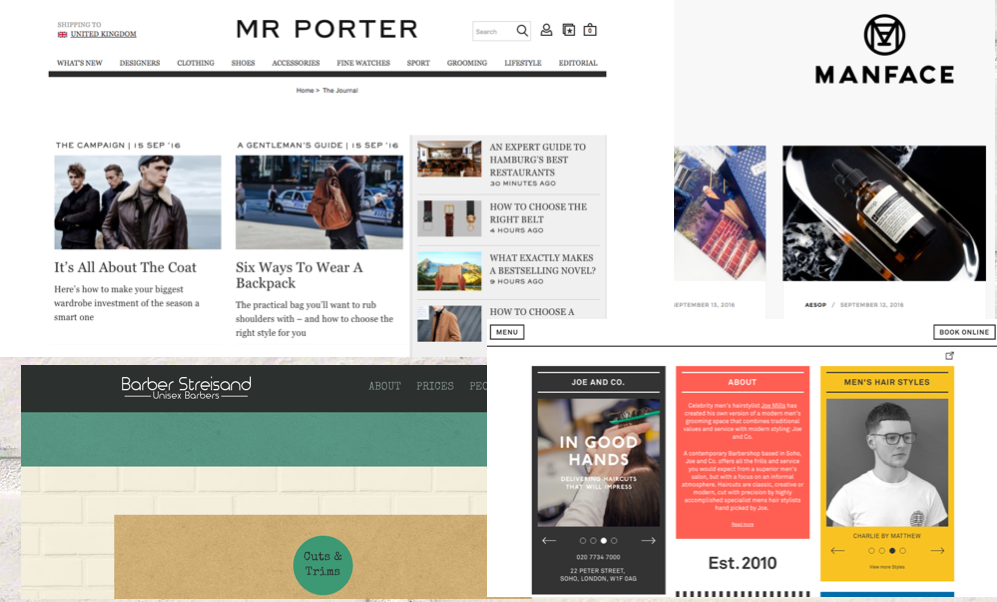 SHIPPING TO
UNITED KINGDOM
MR PORTER
Search
0
WHAT'S NEW DESIGNERS CLOTHING SHOES ACCESSORIES FINE WATCHES SPORT GROOMING LIFESTYLE EDITORIAL
Home > The Journal
THE CAMPAIGN | 15 SEP '16
It's All About The Coat
Here's how to make your biggest
wardrobe investment of the season a
smart one
A GENTLEMAN'S GUIDE | 15 SEP '16
Six Ways To Wear A
Backpack
The practical bag you'll want to rub
shoulders with – and how to choose the
right style for you
AN EXPERT GUIDE TO
HAMBURG'S BEST
RESTAURANTS
30 MINUTES AGO
HOW TO CHOOSE THE
RIGHT BELT
4 HOURS AGO
WHAT EXACTLY MAKES
A BESTSELLING NOVEL?
9 HOURS AGO
HOW TO CHOOSE A
MANFACE
SEPTEMBER 13, 2016
AESOP / SEPTEMBER 12, 2016
Barber Streisand
Unisex Barbers
ABOUT PRICES PEO
Cuts &
Trims
MENU
BOOK ONLINE
JOE AND CO.
IN GOOD
HANDS
DELIVERING HAIRCUTS
THAT WILL IMPRESS
020 7734 7000
22 PETER STREET,
SOHO, LONDON, W1F 0AG
ABOUT
Celebrity men's hairstylist Joe Mills has
created his own version of a modern men's
grooming space that combines traditional
values and service with modern styling; Joe
and Co.
A contemporary Barbershop based in Soho,
Joe and Co. offers all the frills and service
you would expect from a superior men's
salon, but with a focus on an informal
atmosphere. Haircuts are classic, creative or
modern, cut with precision by highly
accomplished specialist men's hairstylists
hand picked by Joe.
Read more
Est.2010
MEN'S HAIR STYLES
CHARLIE BY MATTHEW
View more Styles